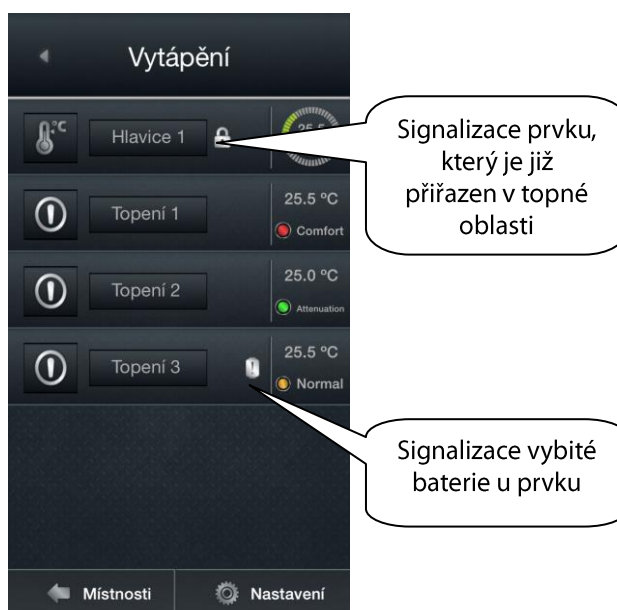 Vytápění
°C
Hlavice 1
Signalizace prvku,
který je již
přiřazen v topné
oblasti
Topení 1
25.5 °C
Comfort
Topení 2
25.0 °C
Attenuation
Topení 3
25.5 °C
Normal
Signalizace vybité
baterie u prvku
Místnosti
Nastavení